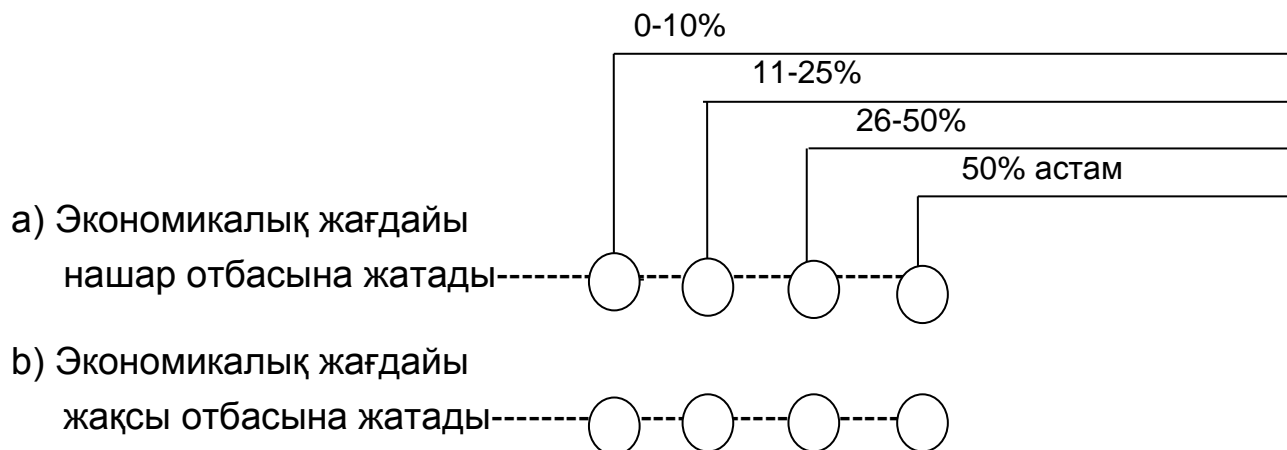 0-10%
11-25%
26-50%
50% астам
a) Экономикалық жағдайы
нашар отбасына жатады
b) Экономикалық жағдайы
жақсы отбасына жатады